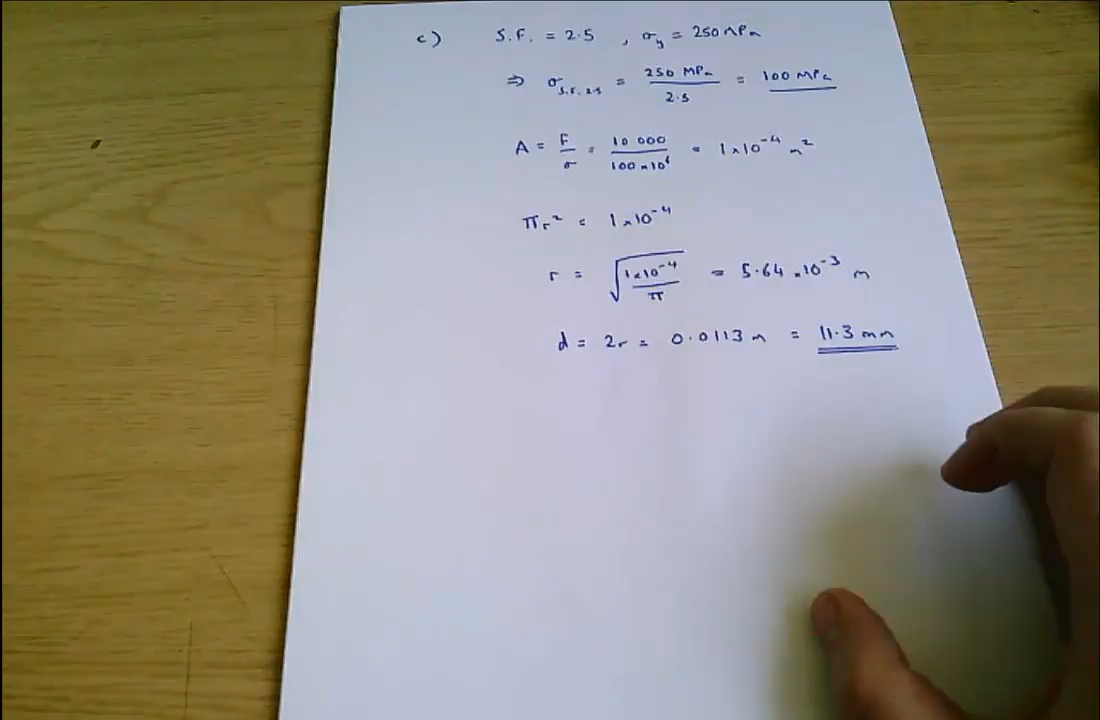 c) S.F. = 2.5 , σy = 250 MPa
⇒ σS.F. 2.5 = 250 MPa / 2.5 = 100 MPa
A = F/σ = 10 000 / 100×10⁶ = 1×10⁻⁴ m²
πr² = 1×10⁻⁴
r = √(1×10⁻⁴ / π) = 5.64 ×10⁻³ m
d = 2r = 0.0113 m = 11.3 mm